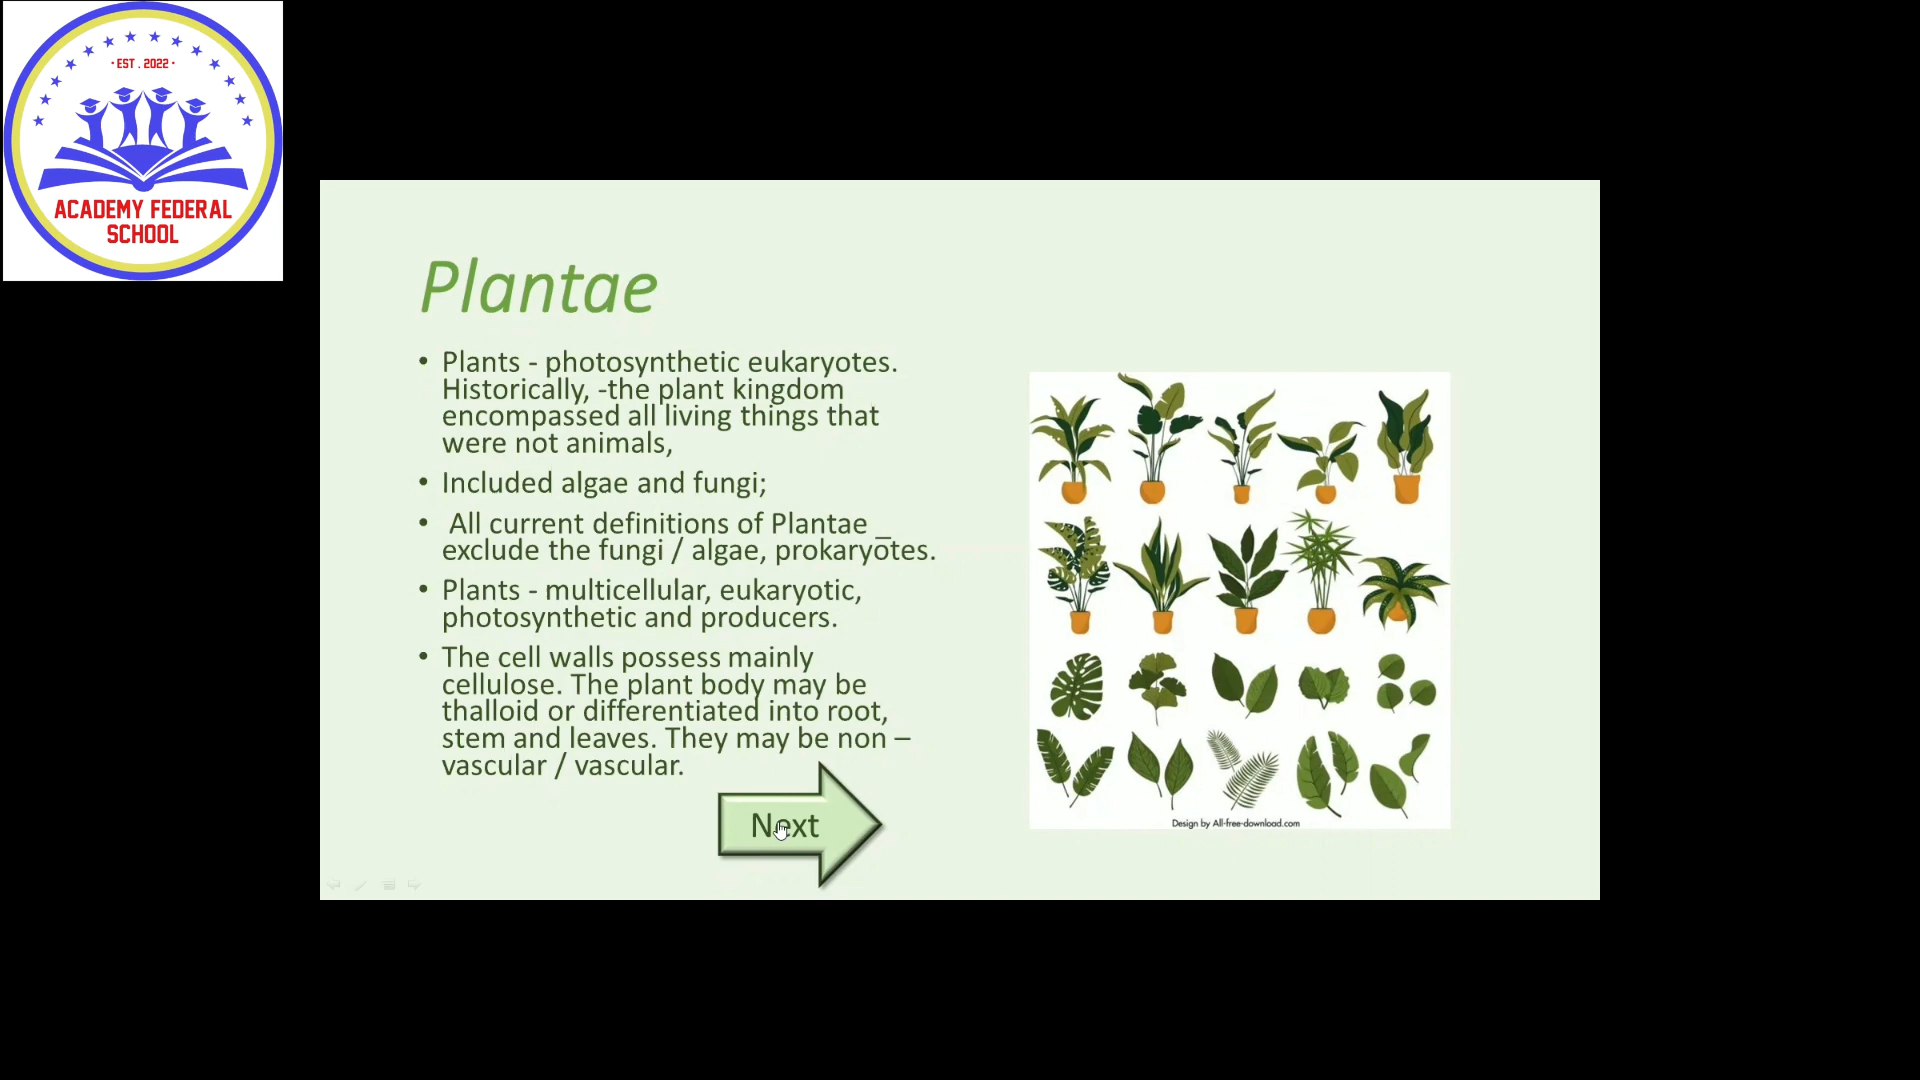 · EST . 2022 ·
ACADEMY FEDERAL
SCHOOL
Plantae
• Plants - photosynthetic eukaryotes.
Historically, -the plant kingdom
encompassed all living things that
were not animals,
• Included algae and fungi;
• All current definitions of Plantae _
exclude the fungi / algae, prokaryotes.
• Plants - multicellular, eukaryotic,
photosynthetic and producers.
• The cell walls possess mainly
cellulose. The plant body may be
thalloid or differentiated into root,
stem and leaves. They may be non –
vascular / vascular.
Next
Design by All-free-download.com